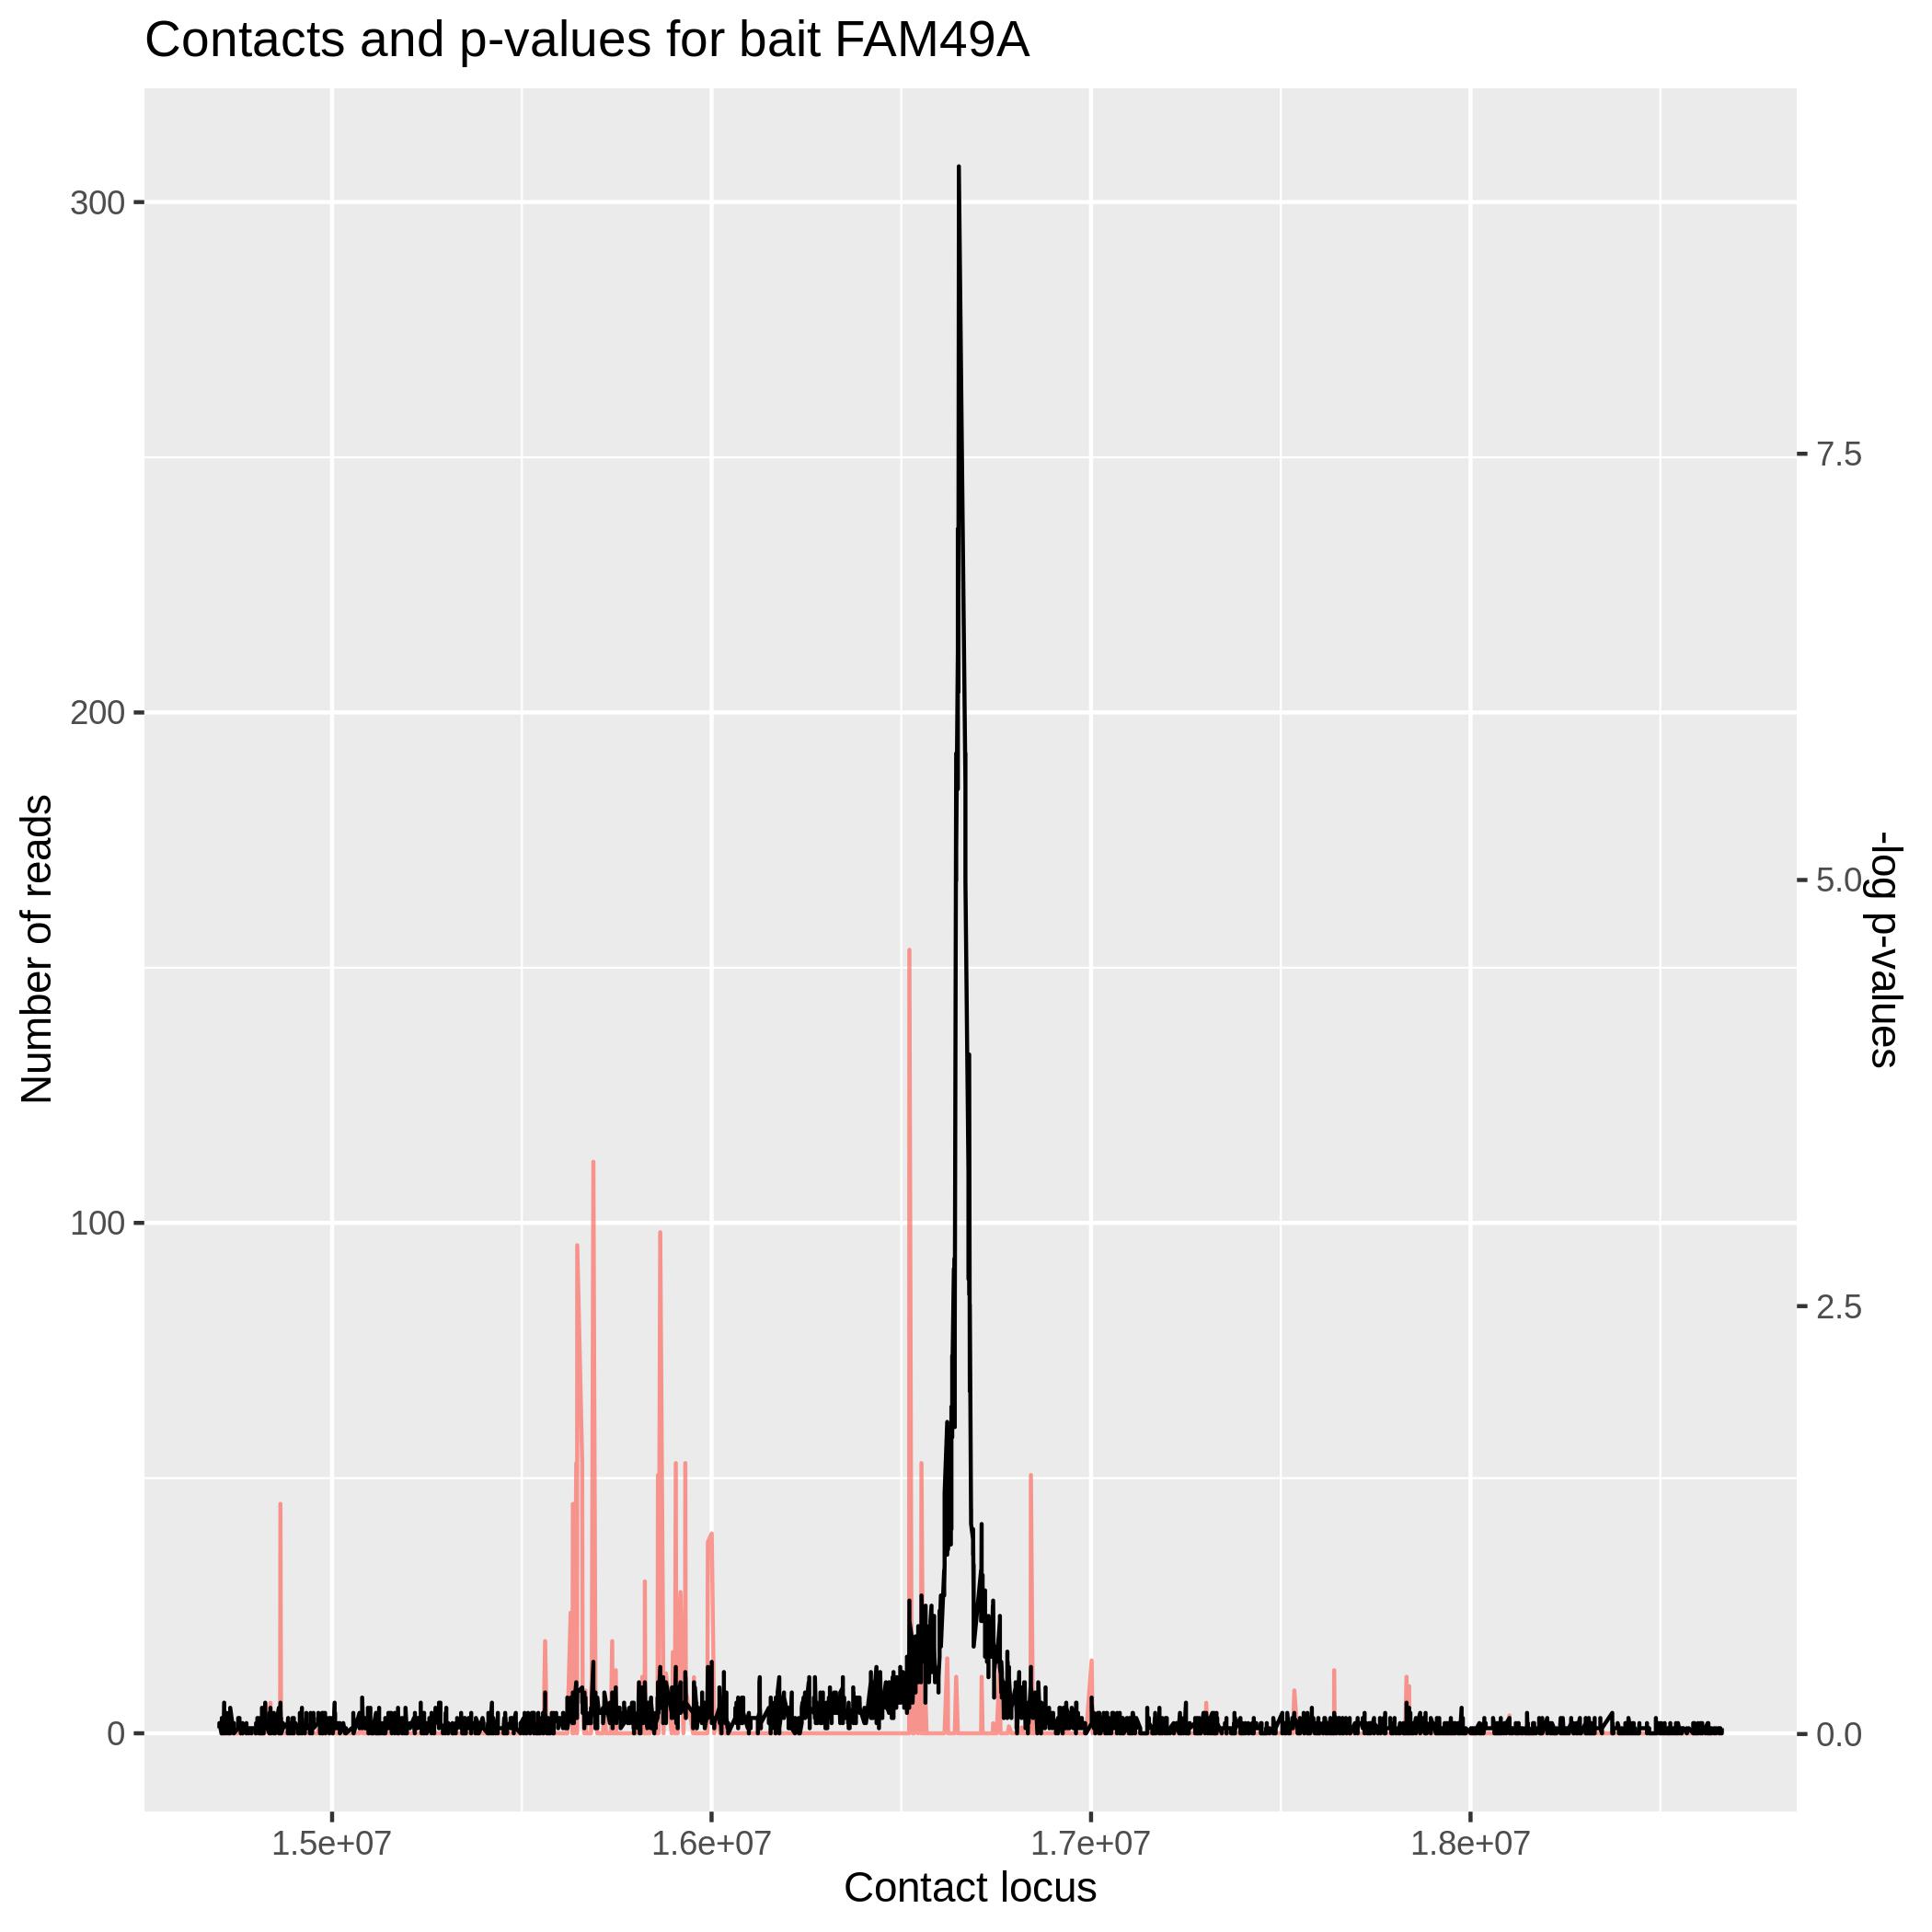 Contacts and p-values for bait FAM49A
300
200
100
0
Number of reads
7.5
5.0
2.5
0.0
-log p-values
1.5e+07 1.6e+07 1.7e+07 1.8e+07
Contact locus